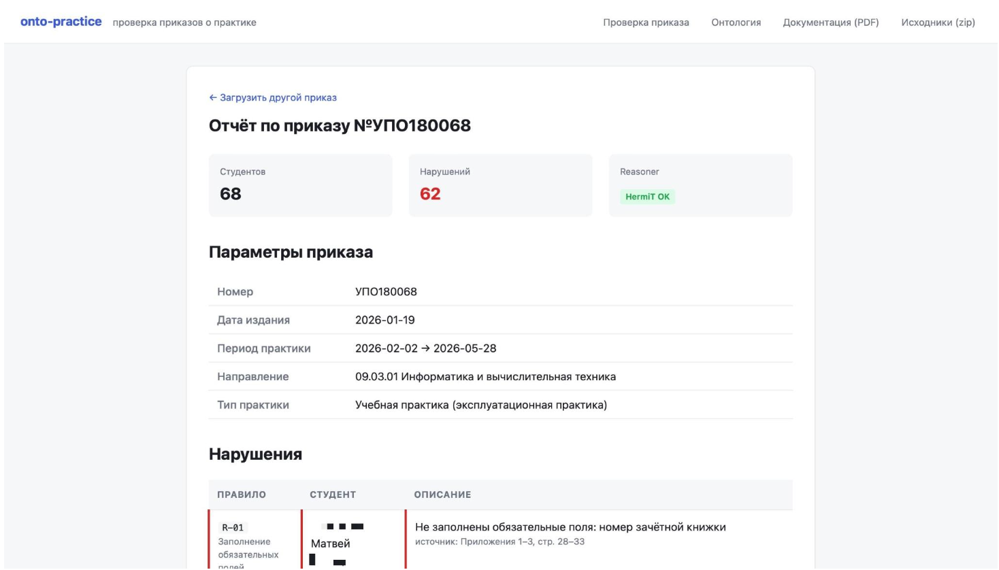 onto-practice проверка приказов о практике Проверка приказа Онтология Документация (PDF) Исходники (zip)
← Загрузить другой приказ
Отчёт по приказу №УПО180068
Студентов Нарушений Reasoner
68 62 HermiT OK
Параметры приказа
Номер УПО180068
Дата издания 2026-01-19
Период практики 2026-02-02 → 2026-05-28
Направление 09.03.01 Информатика и вычислительная техника
Тип практики Учебная практика (эксплуатационная практика)
Нарушения
ПРАВИЛО СТУДЕНТ ОПИСАНИЕ
R-01 Не заполнены обязательные поля: номер зачётной книжки
Заполнение Матвей источник: Приложения 1–3, стр. 28–33
обязательных
полей